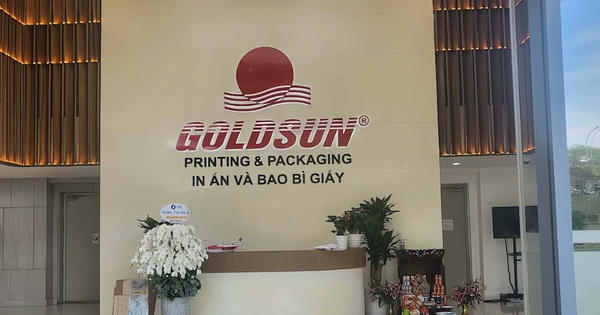 GOLDSUN®
PRINTING & PACKAGING
IN ẤN VÀ BAO BÌ GIẤY